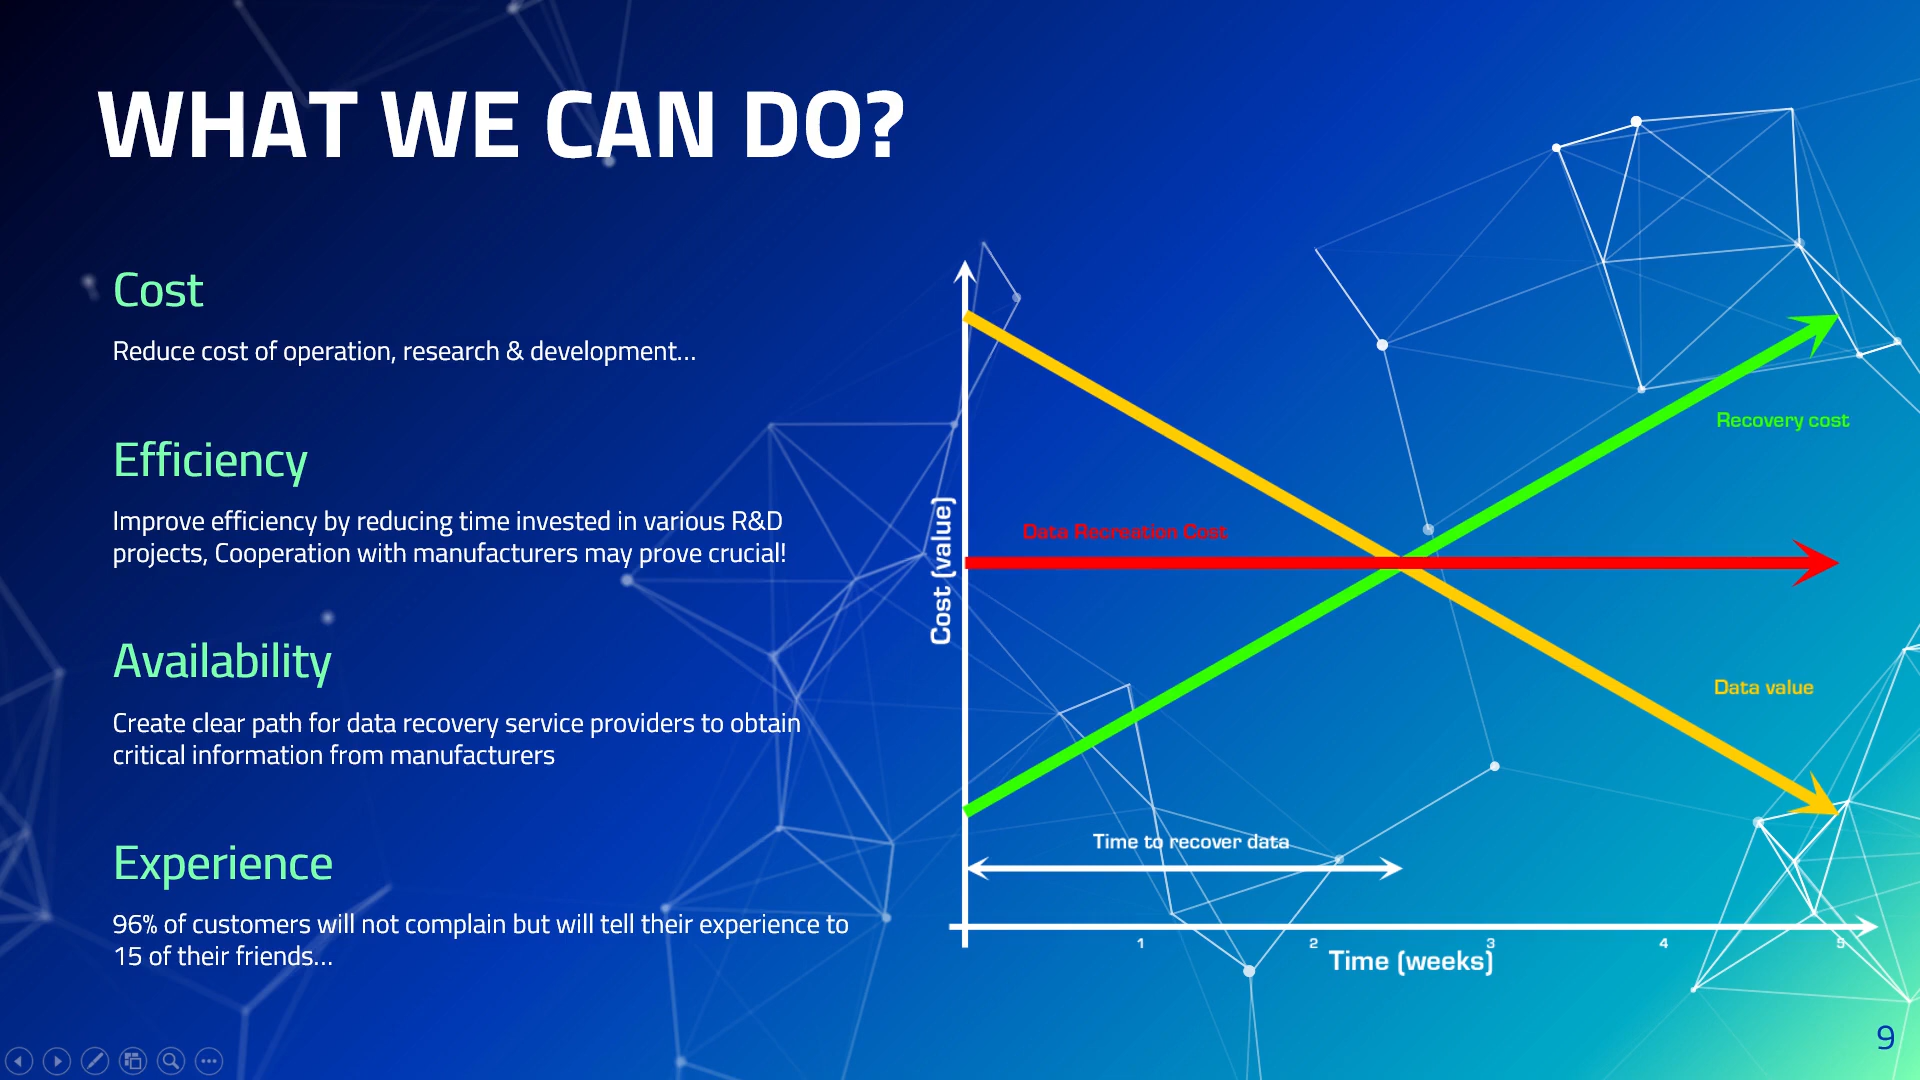 WHAT WE CAN DO?
Cost
Reduce cost of operation, research & development...
Efficiency
Improve efficiency by reducing time invested in various R&D
projects, Cooperation with manufacturers may prove crucial!
Availability
Create clear path for data recovery service providers to obtain
critical information from manufacturers
Experience
96% of customers will not complain but will tell their experience to
15 of their friends...
Cost (value)
Recovery cost
Data Recreation Cost
Data value
Time to recover data
1 2 3 4 5
Time (weeks)
9